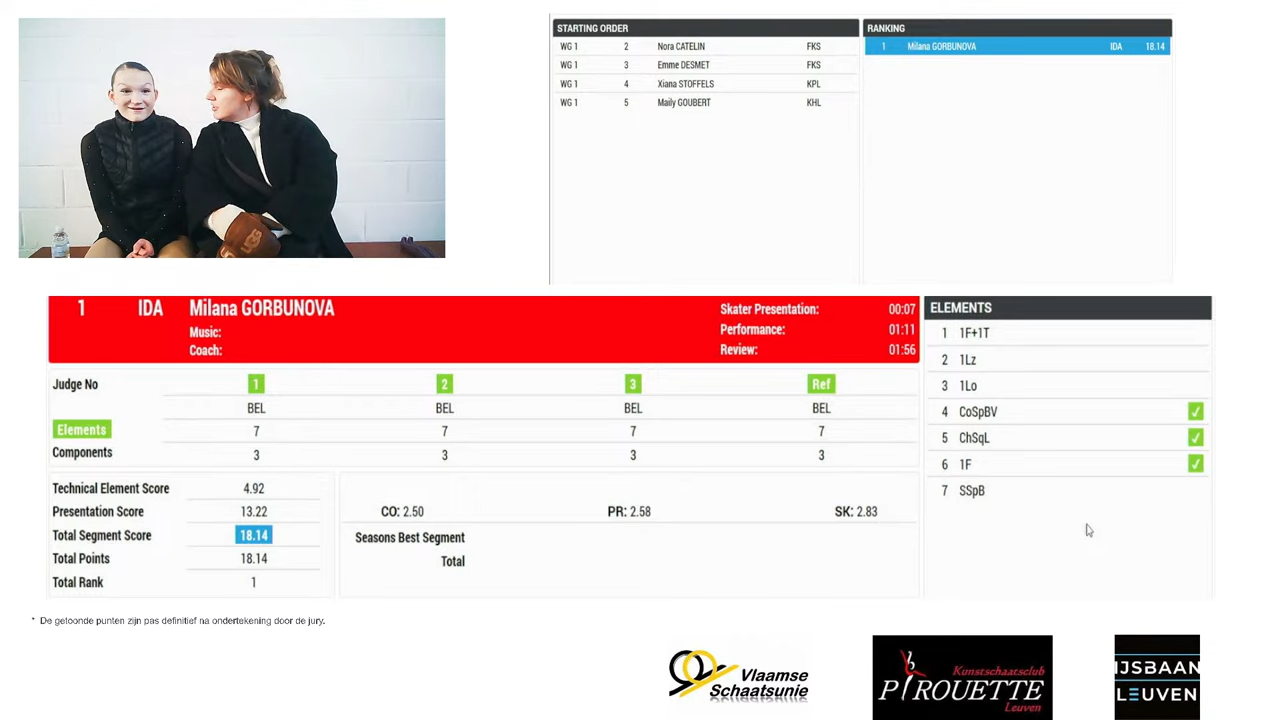 STARTING ORDER
WG 1 2 Nora CATELIN FKS
WG 1 3 Emme DESMET FKS
WG 1 4 Xiana STOFFELS KPL
WG 1 5 Maily GOUBERT KHL
RANKING
1 Milana GORBUNOVA IDA 18.14
UGG
1 IDA Milana GORBUNOVA
Music:
Coach:
Skater Presentation: 00:07
Performance: 01:11
Review: 01:56
Judge No 1 2 3 Ref
BEL BEL BEL BEL
Elements 7 7 7 7
Components 3 3 3 3
Technical Element Score 4.92
Presentation Score 13.22
Total Segment Score 18.14
Total Points 18.14
Total Rank 1
CO: 2.50 PR: 2.58 SK: 2.83
Seasons Best Segment
Total
ELEMENTS
1 1F+1T
2 1Lz
3 1Lo
4 CoSpBV
5 ChSqL
6 1F
7 SSpB
* De getoonde punten zijn pas definitief na ondertekening door de jury.
Vlaamse
Schaatsunie
Kunstschaatsclub
PIROUETTE
Leuven
IJSBAAN
LEUVEN